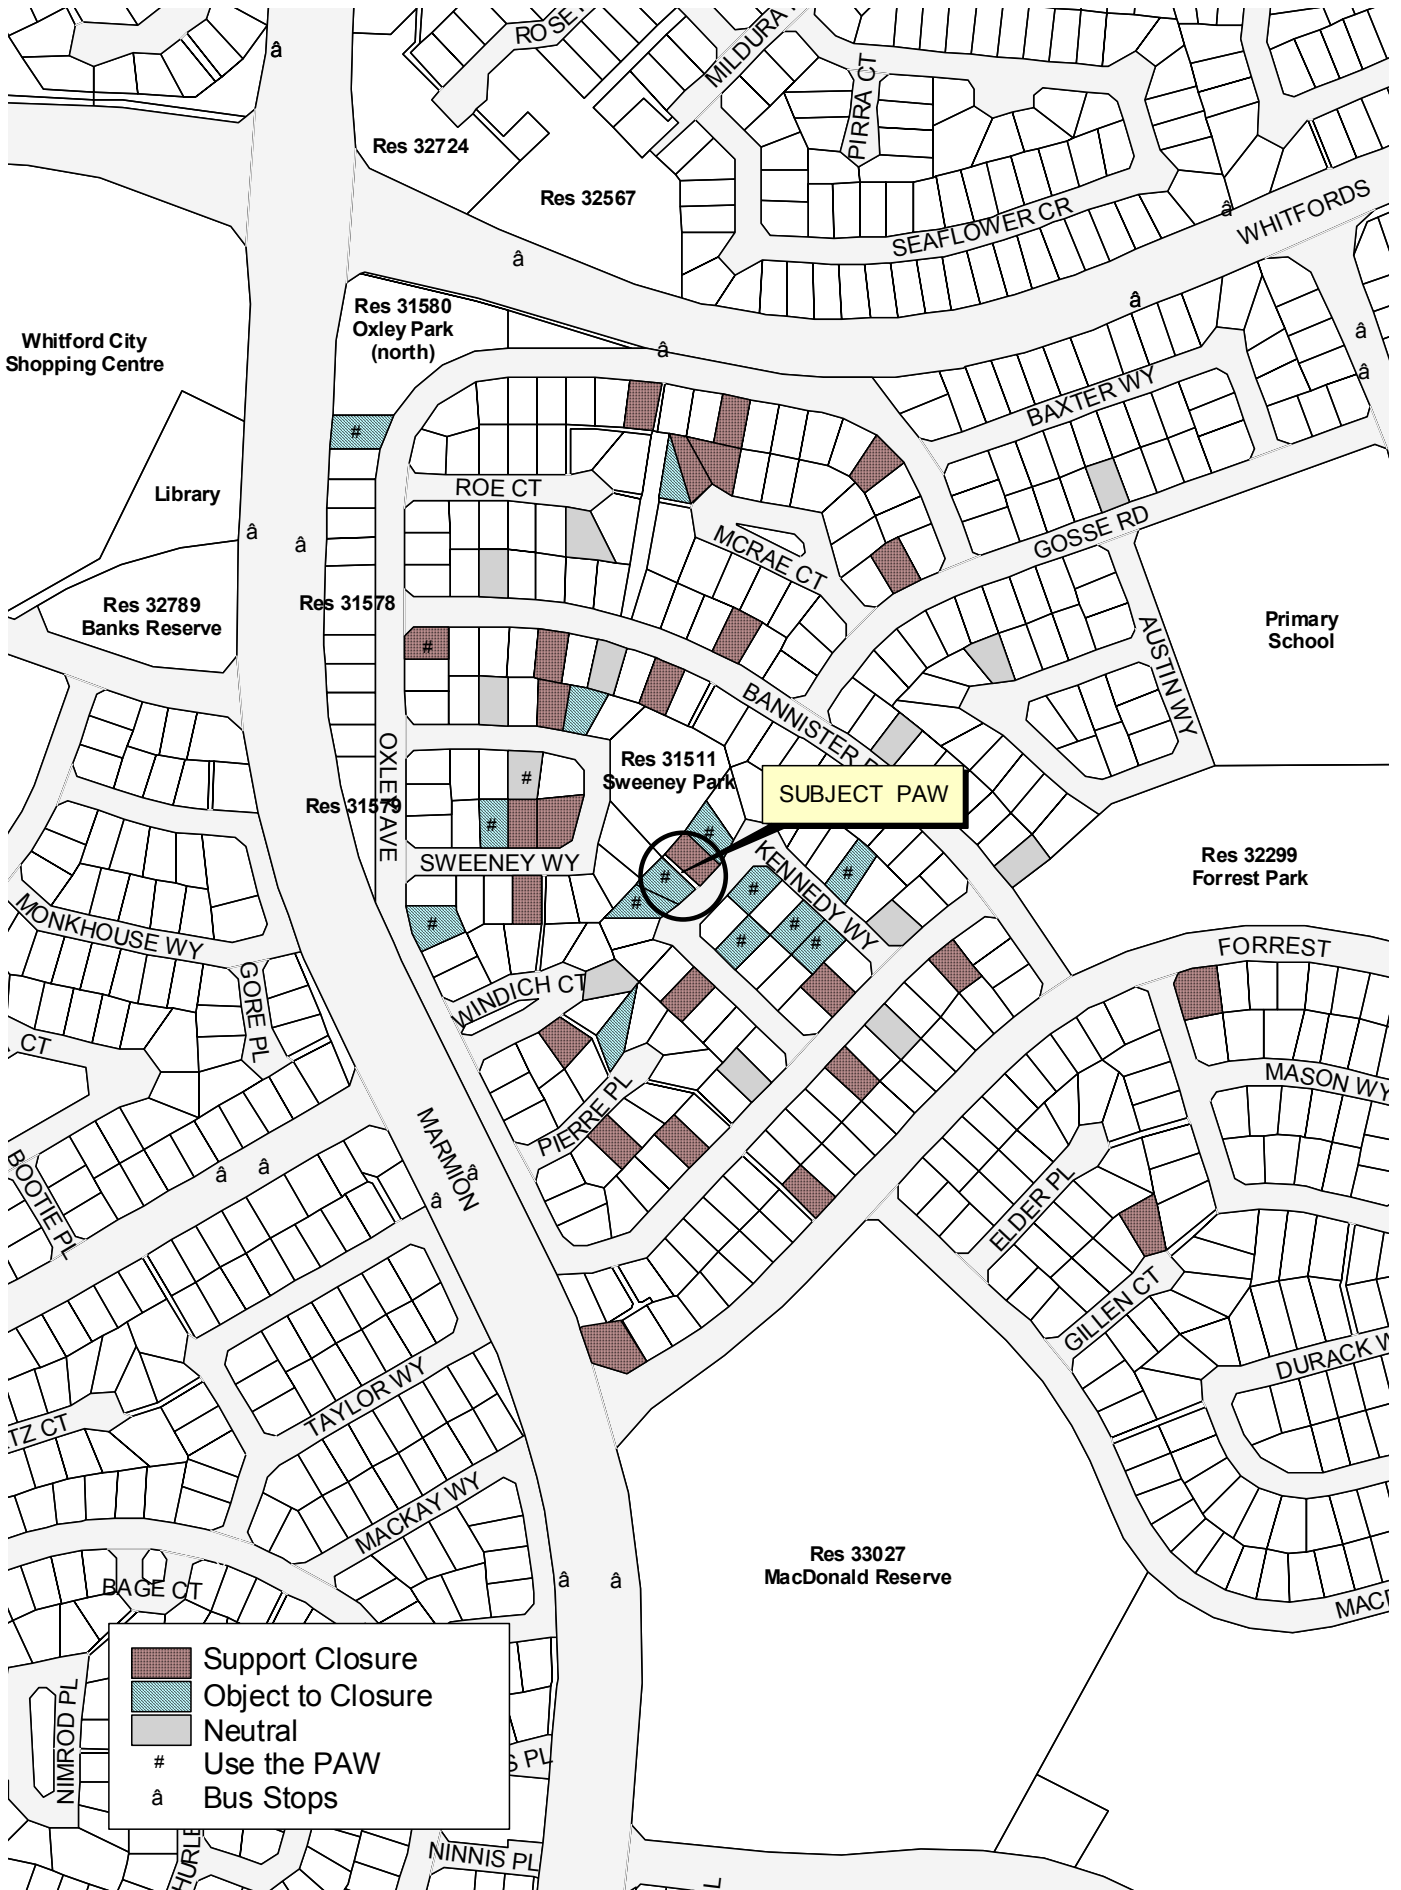 â
ROSE
MILDURA
PIRRA CT
Res 32724
Res 32567
SEAFLOWER CR
â
WHITFORDS
â
â
Res 31580
Oxley Park
(north)
â
â
â
Whitford City
Shopping Centre
BAXTER WY
#
ROE CT
Library
GOSSE RD
MCRAE CT
â
â
Res 32789
Banks Reserve
Res 31578
AUSTIN WY
Primary
School
#
BANNISTER
OXLEY AVE
Res 31511
Sweeney Park
#
SUBJECT PAW
Res 31579
#
#
SWEENEY WY
KENNEDY WY
#
#
#
#
Res 32299
Forrest Park
#
#
#
#
MONKHOUSE WY
FORREST
GORE PL
WINDICH CT
CT
MASON WY
PIERRE PL
MARMION
BOOTIE PL
â
â
â
â
ELDER PL
GILLEN CT
DURACK W
TAYLOR WY
TZ CT
MACKAY WY
Res 33027
MacDonald Reserve
â
â
BAGE CT
NIMROD PL
Support Closure
Object to Closure
Neutral
# Use the PAW
â Bus Stops
S PL
HURLE
NINNIS PL
L